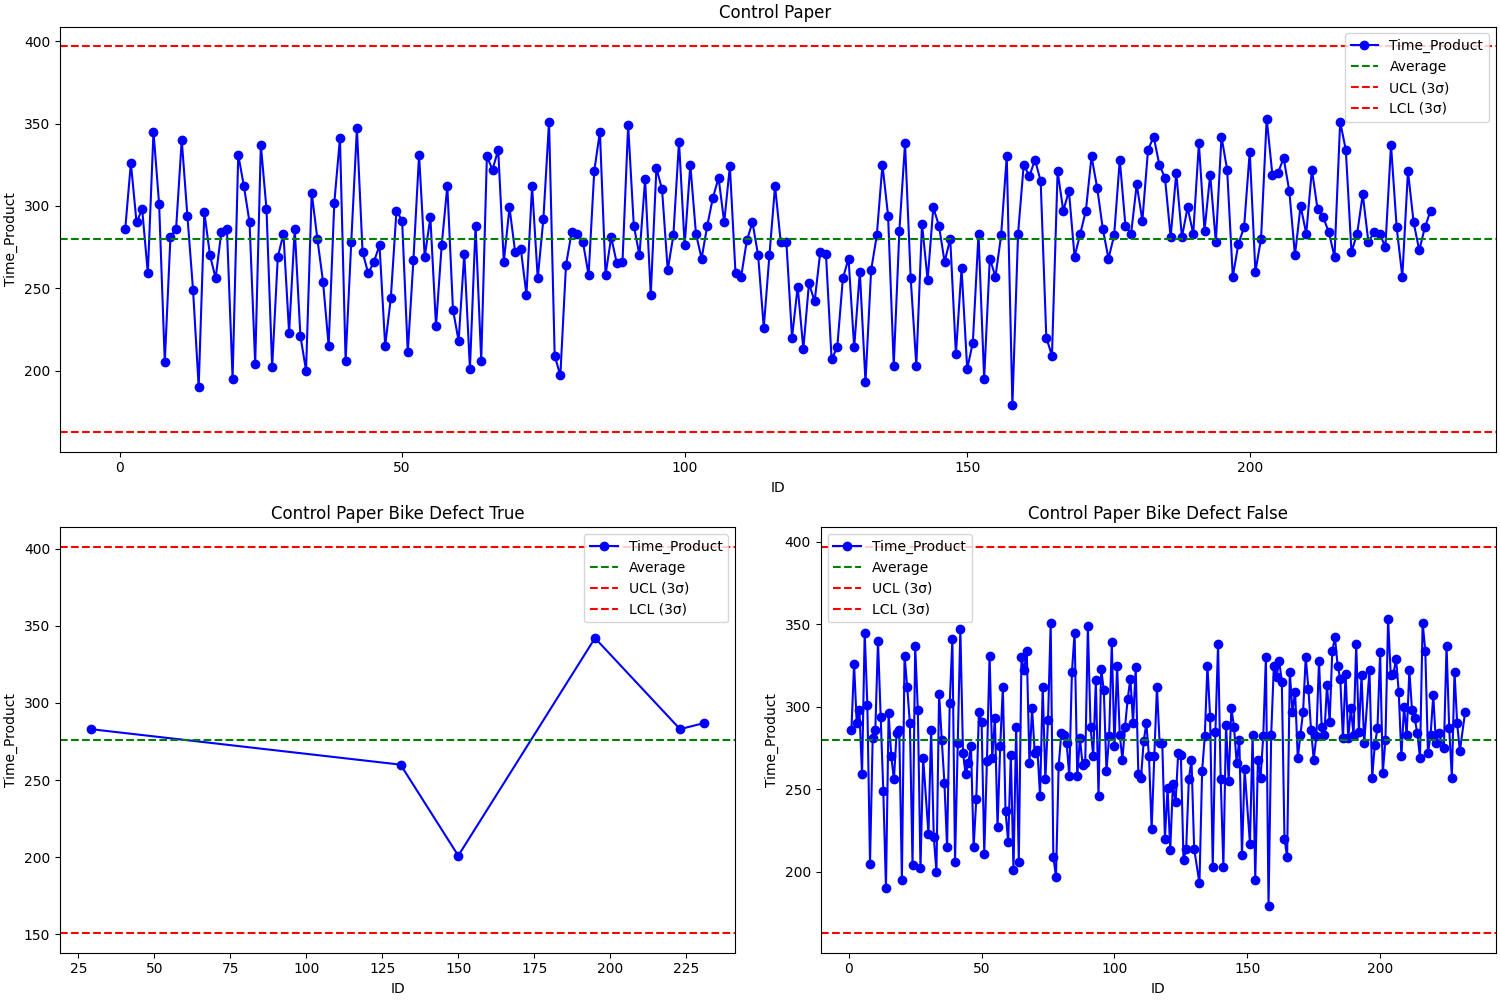 Control Paper
400
350
300
250
200
Time_Product
Time_Product
Average
UCL (3σ)
LCL (3σ)
0
50
100
150
200
ID
Control Paper Bike Defect True
400
350
300
250
200
150
Time_Product
Time_Product
Average
UCL (3σ)
LCL (3σ)
25
50
75
100
125
150
175
200
225
ID
Control Paper Bike Defect False
400
350
300
250
200
Time_Product
Time_Product
Average
UCL (3σ)
LCL (3σ)
0
50
100
150
200
ID